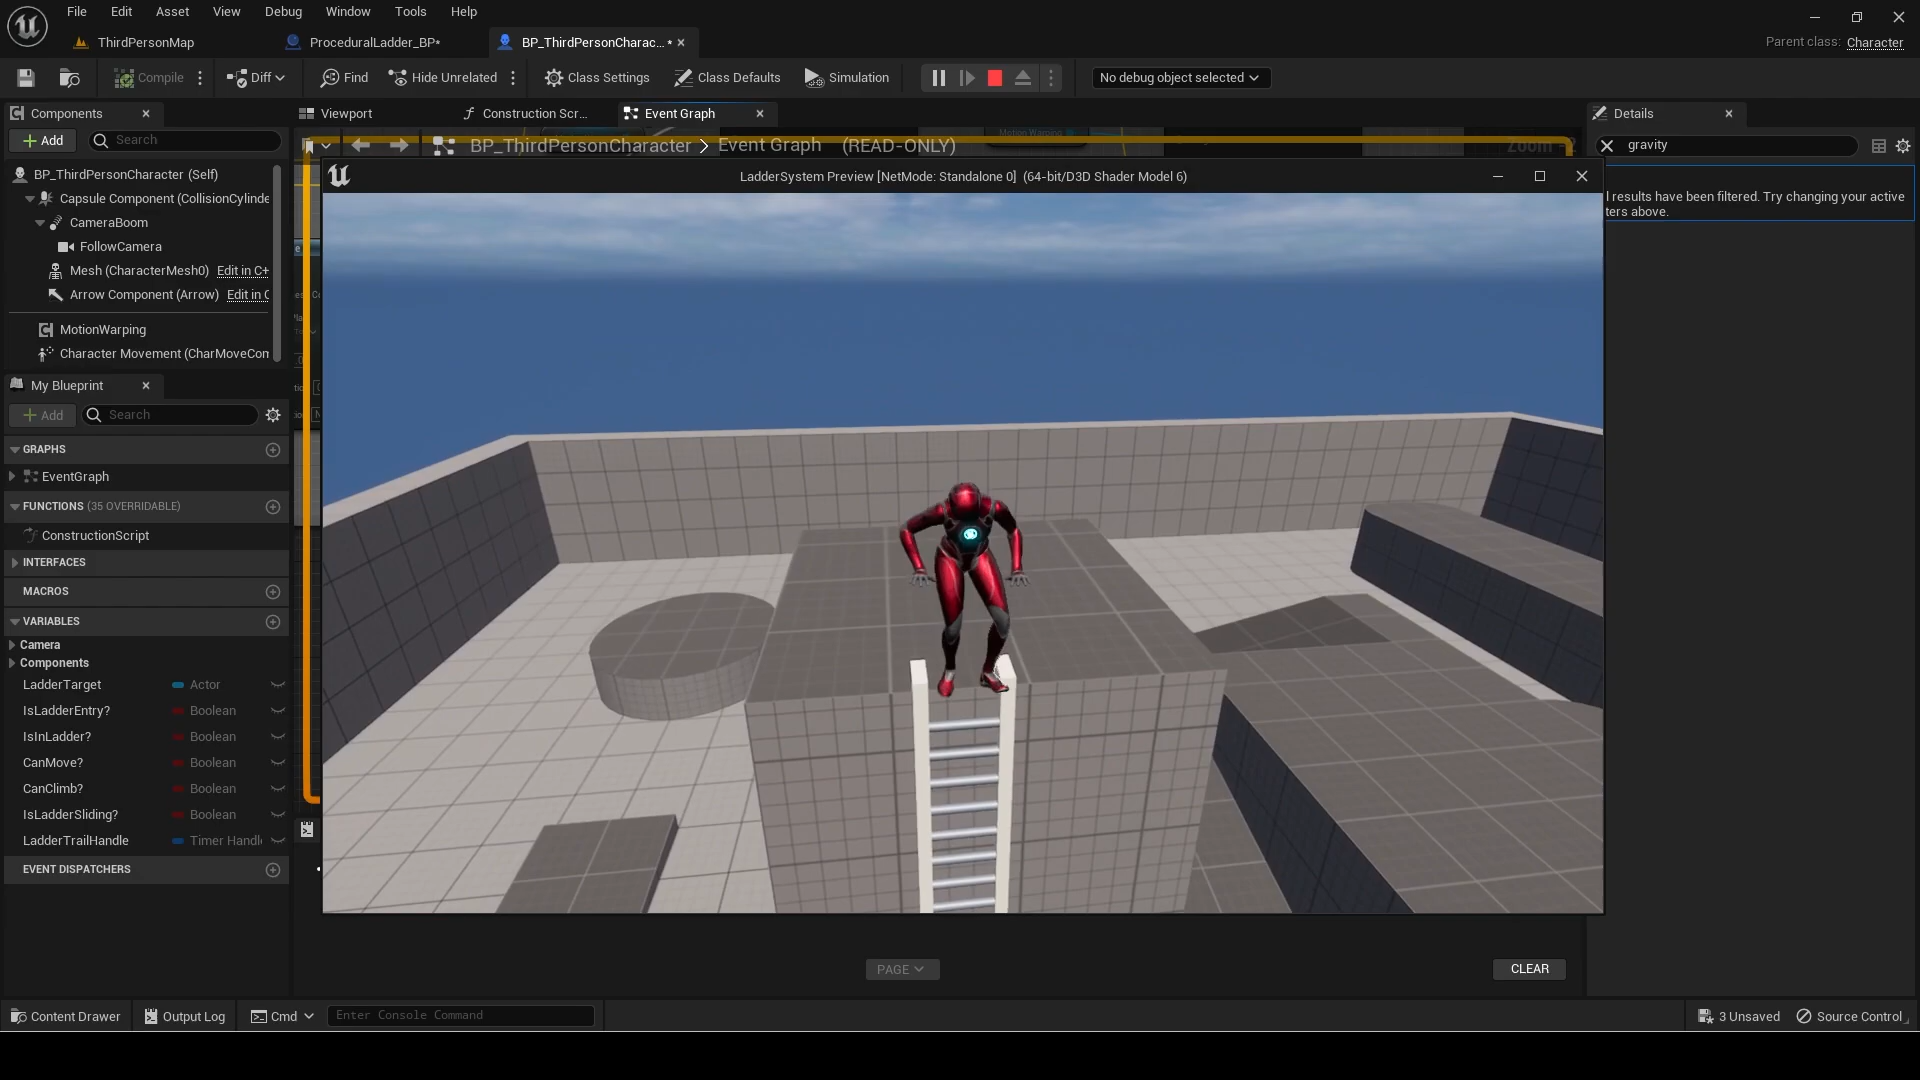 File Edit Asset View Debug Window Tools Help
ThirdPersonMap ProceduralLadder_BP* BP_ThirdPersonCharac... *
Parent class: Character
Compile Diff Find Hide Unrelated Class Settings Class Defaults Simulation No debug object selected
Components Viewport Construction Scr... Event Graph Details
Add Search
BP_ThirdPersonCharacter > Event Graph (READ-ONLY) Zoom -2
gravity
LadderSystem Preview [NetMode: Standalone 0] (64-bit/D3D Shader Model 6)
l results have been filtered. Try changing your active
ters above.
BP_ThirdPersonCharacter (Self)
Capsule Component (CollisionCylinde
CameraBoom
FollowCamera
Mesh (CharacterMesh0) Edit in C+
Arrow Component (Arrow) Edit in C
MotionWarping
Character Movement (CharMoveCom
My Blueprint
Add Search
GRAPHS
EventGraph
FUNCTIONS (35 OVERRIDABLE)
ConstructionScript
INTERFACES
MACROS
VARIABLES
Camera
Components
LadderTarget Actor
IsLadderEntry? Boolean
IsInLadder? Boolean
CanMove? Boolean
CanClimb? Boolean
IsLadderSliding? Boolean
LadderTrailHandle Timer Handl
EVENT DISPATCHERS
PAGE CLEAR
Content Drawer Output Log Cmd Enter Console Command 3 Unsaved Source Control